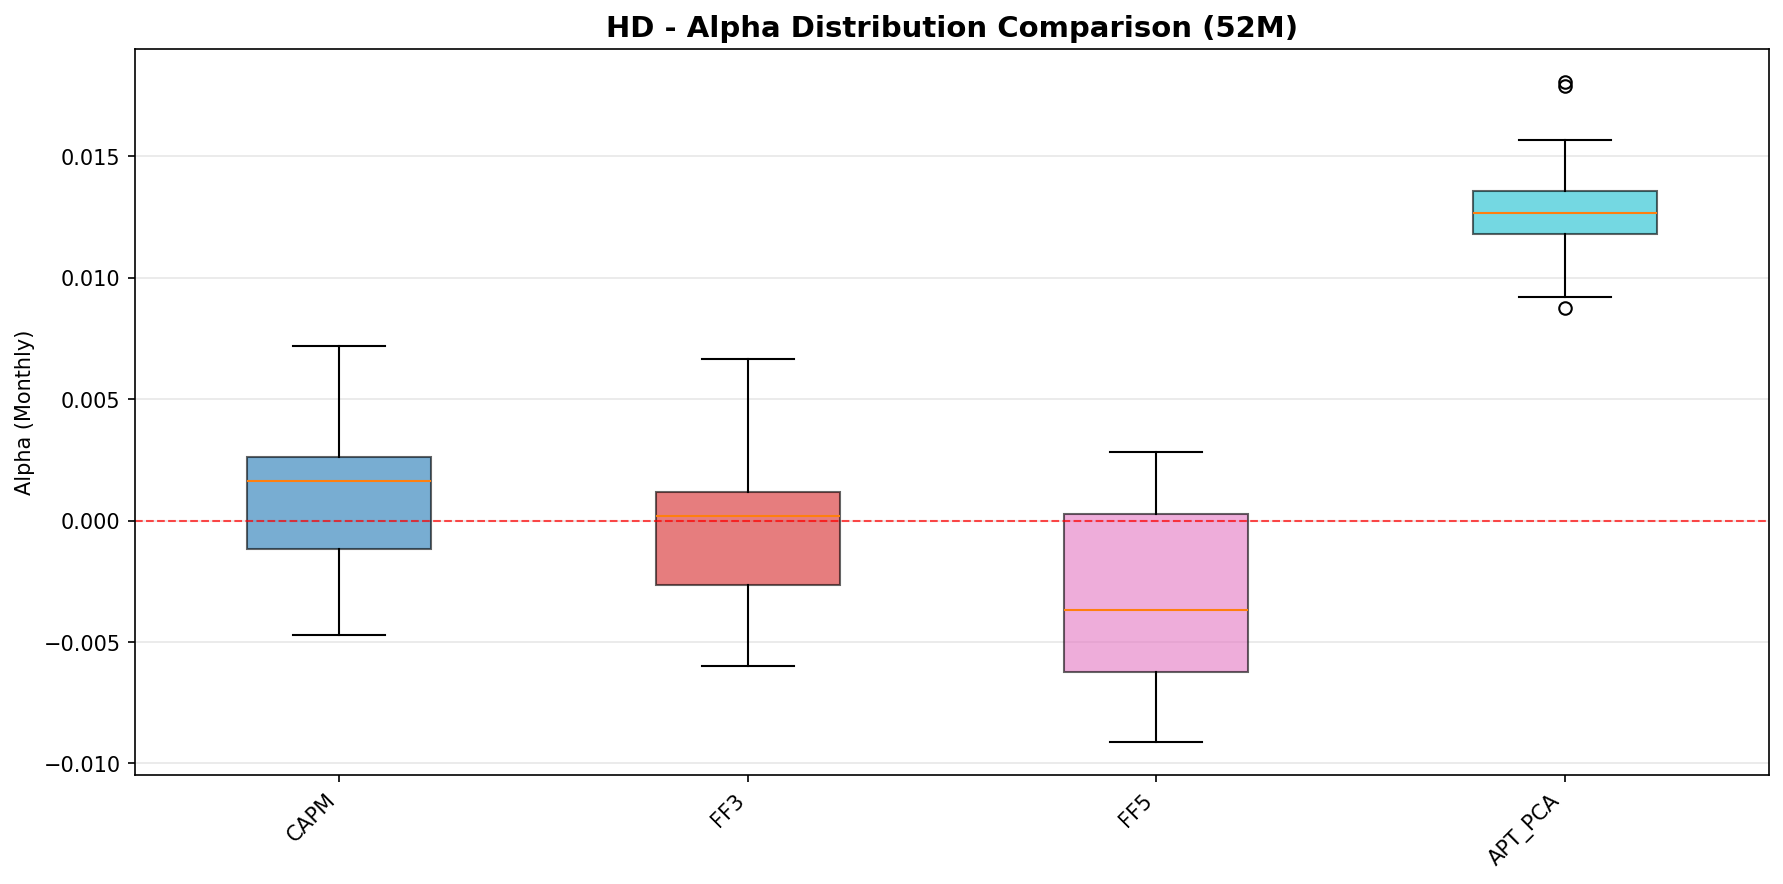 HD - Alpha Distribution Comparison (52M)
Alpha (Monthly)
0.015
0.010
0.005
0.000
−0.005
−0.010
CAPM
FF3
FF5
APT_PCA